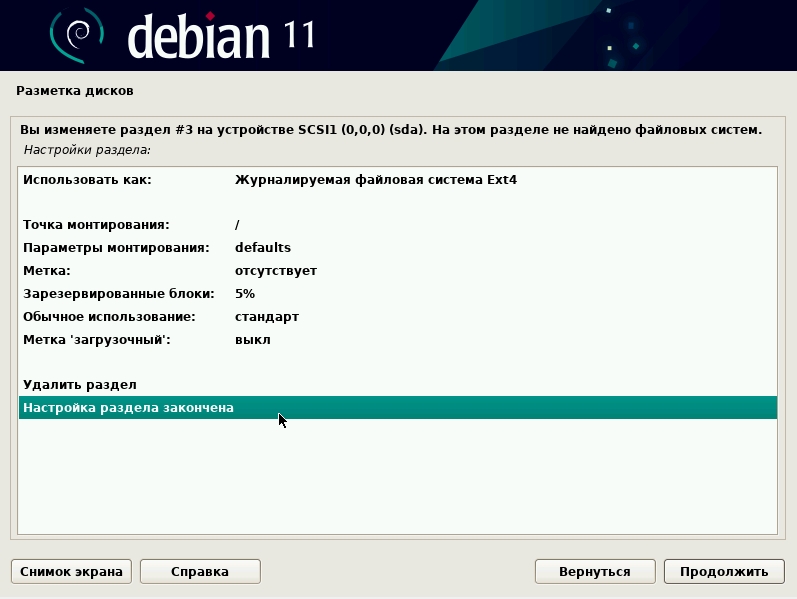 debian 11
Разметка дисков
Вы изменяете раздел #3 на устройстве SCSI1 (0,0,0) (sda). На этом разделе не найдено файловых систем.
Настройки раздела:
Использовать как: Журналируемая файловая система Ext4
Точка монтирования: /
Параметры монтирования: defaults
Метка: отсутствует
Зарезервированные блоки: 5%
Обычное использование: стандарт
Метка 'загрузочный': выкл
Удалить раздел
Настройка раздела закончена
Снимок экрана Справка Вернуться Продолжить